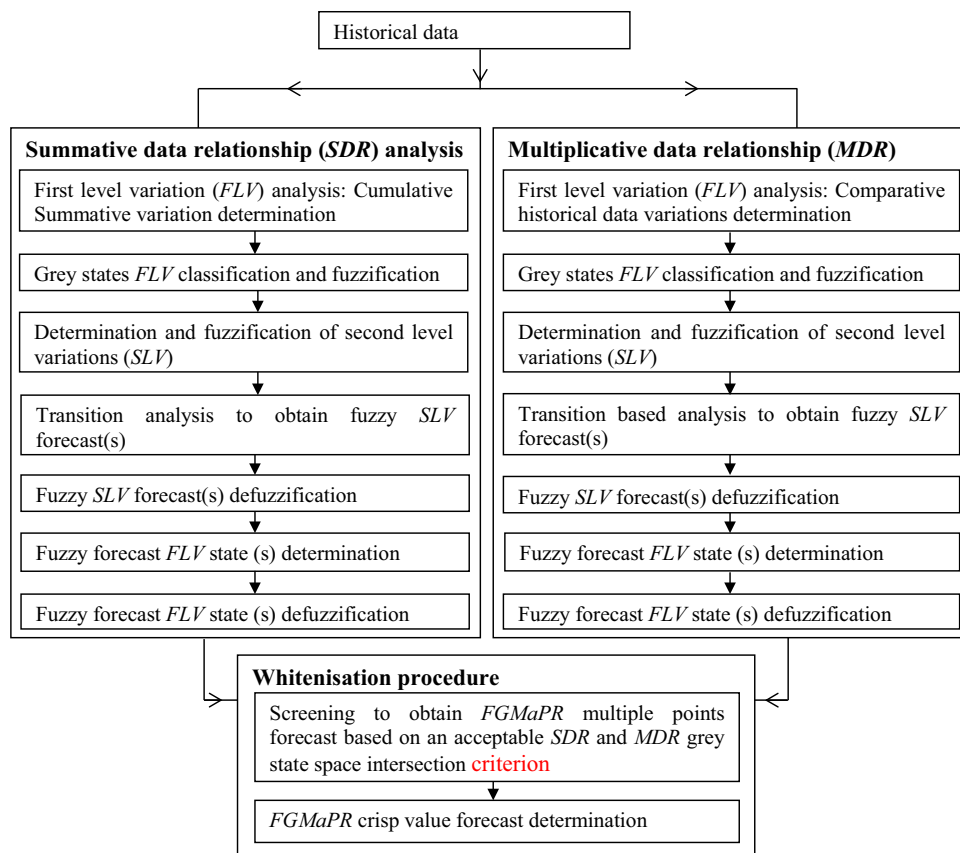 Historical data
Summative data relationship (SDR) analysis
First level variation (FLV) analysis: Cumulative
Summative variation determination
Grey states FLV classification and fuzzification
Determination and fuzzification of second level
variations (SLV)
Transition analysis to obtain fuzzy SLV
forecast(s)
Fuzzy SLV forecast(s) defuzzification
Fuzzy forecast FLV state (s) determination
Fuzzy forecast FLV state (s) defuzzification
Multiplicative data relationship (MDR)
First level variation (FLV) analysis: Comparative
historical data variations determination
Grey states FLV classification and fuzzification
Determination and fuzzification of second level
variations (SLV)
Transition based analysis to obtain fuzzy SLV
forecast(s)
Fuzzy SLV forecast(s) defuzzification
Fuzzy forecast FLV state (s) determination
Fuzzy forecast FLV state (s) defuzzification
Whitenisation procedure
Screening to obtain FGMaPR multiple points
forecast based on an acceptable SDR and MDR grey
state space intersection criterion
FGMaPR crisp value forecast determination